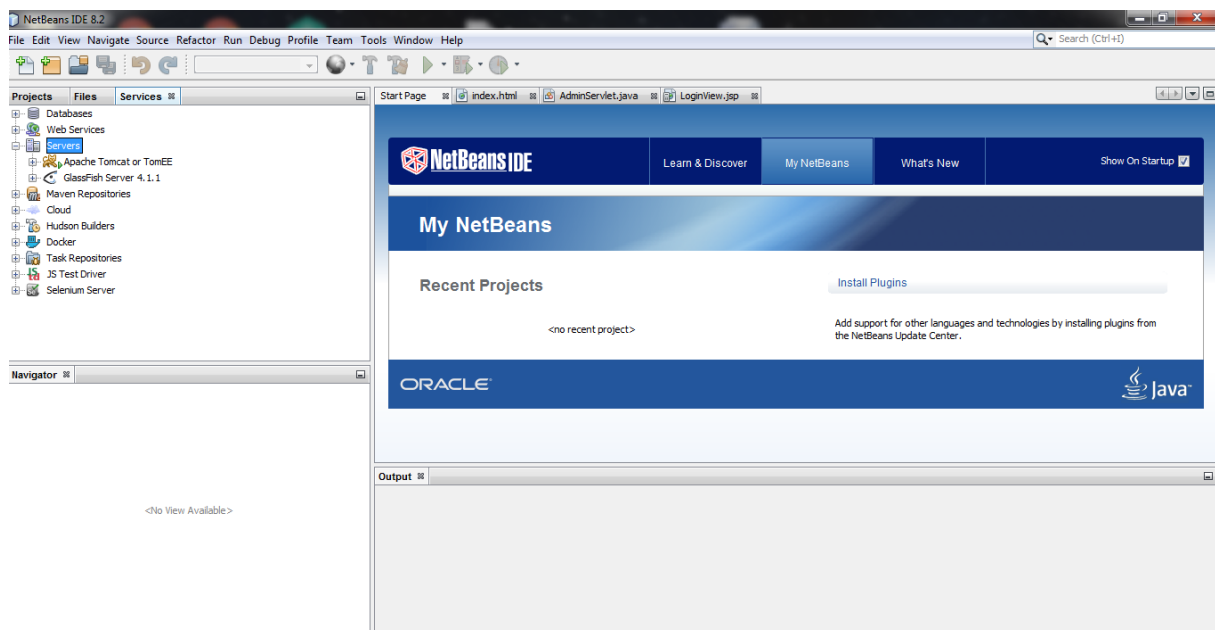 NetBeans IDE 8.2
File Edit View Navigate Source Refactor Run Debug Profile Team Tools Window Help
Search (Ctrl+I)
Projects Files Services
Start Page index.html AdminServlet.java LoginView.jsp
Databases
Web Services
Servers
Apache Tomcat or TomEE
GlassFish Server 4.1.1
Maven Repositories
Cloud
Hudson Builders
Docker
Task Repositories
JS Test Driver
Selenium Server
NetBeans IDE
Learn & Discover
My NetBeans
What's New
Show On Startup
My NetBeans
Recent Projects
<no recent project>
Install Plugins
Add support for other languages and technologies by installing plugins from
the NetBeans Update Center.
ORACLE
Java
Navigator
<No View Available>
Output